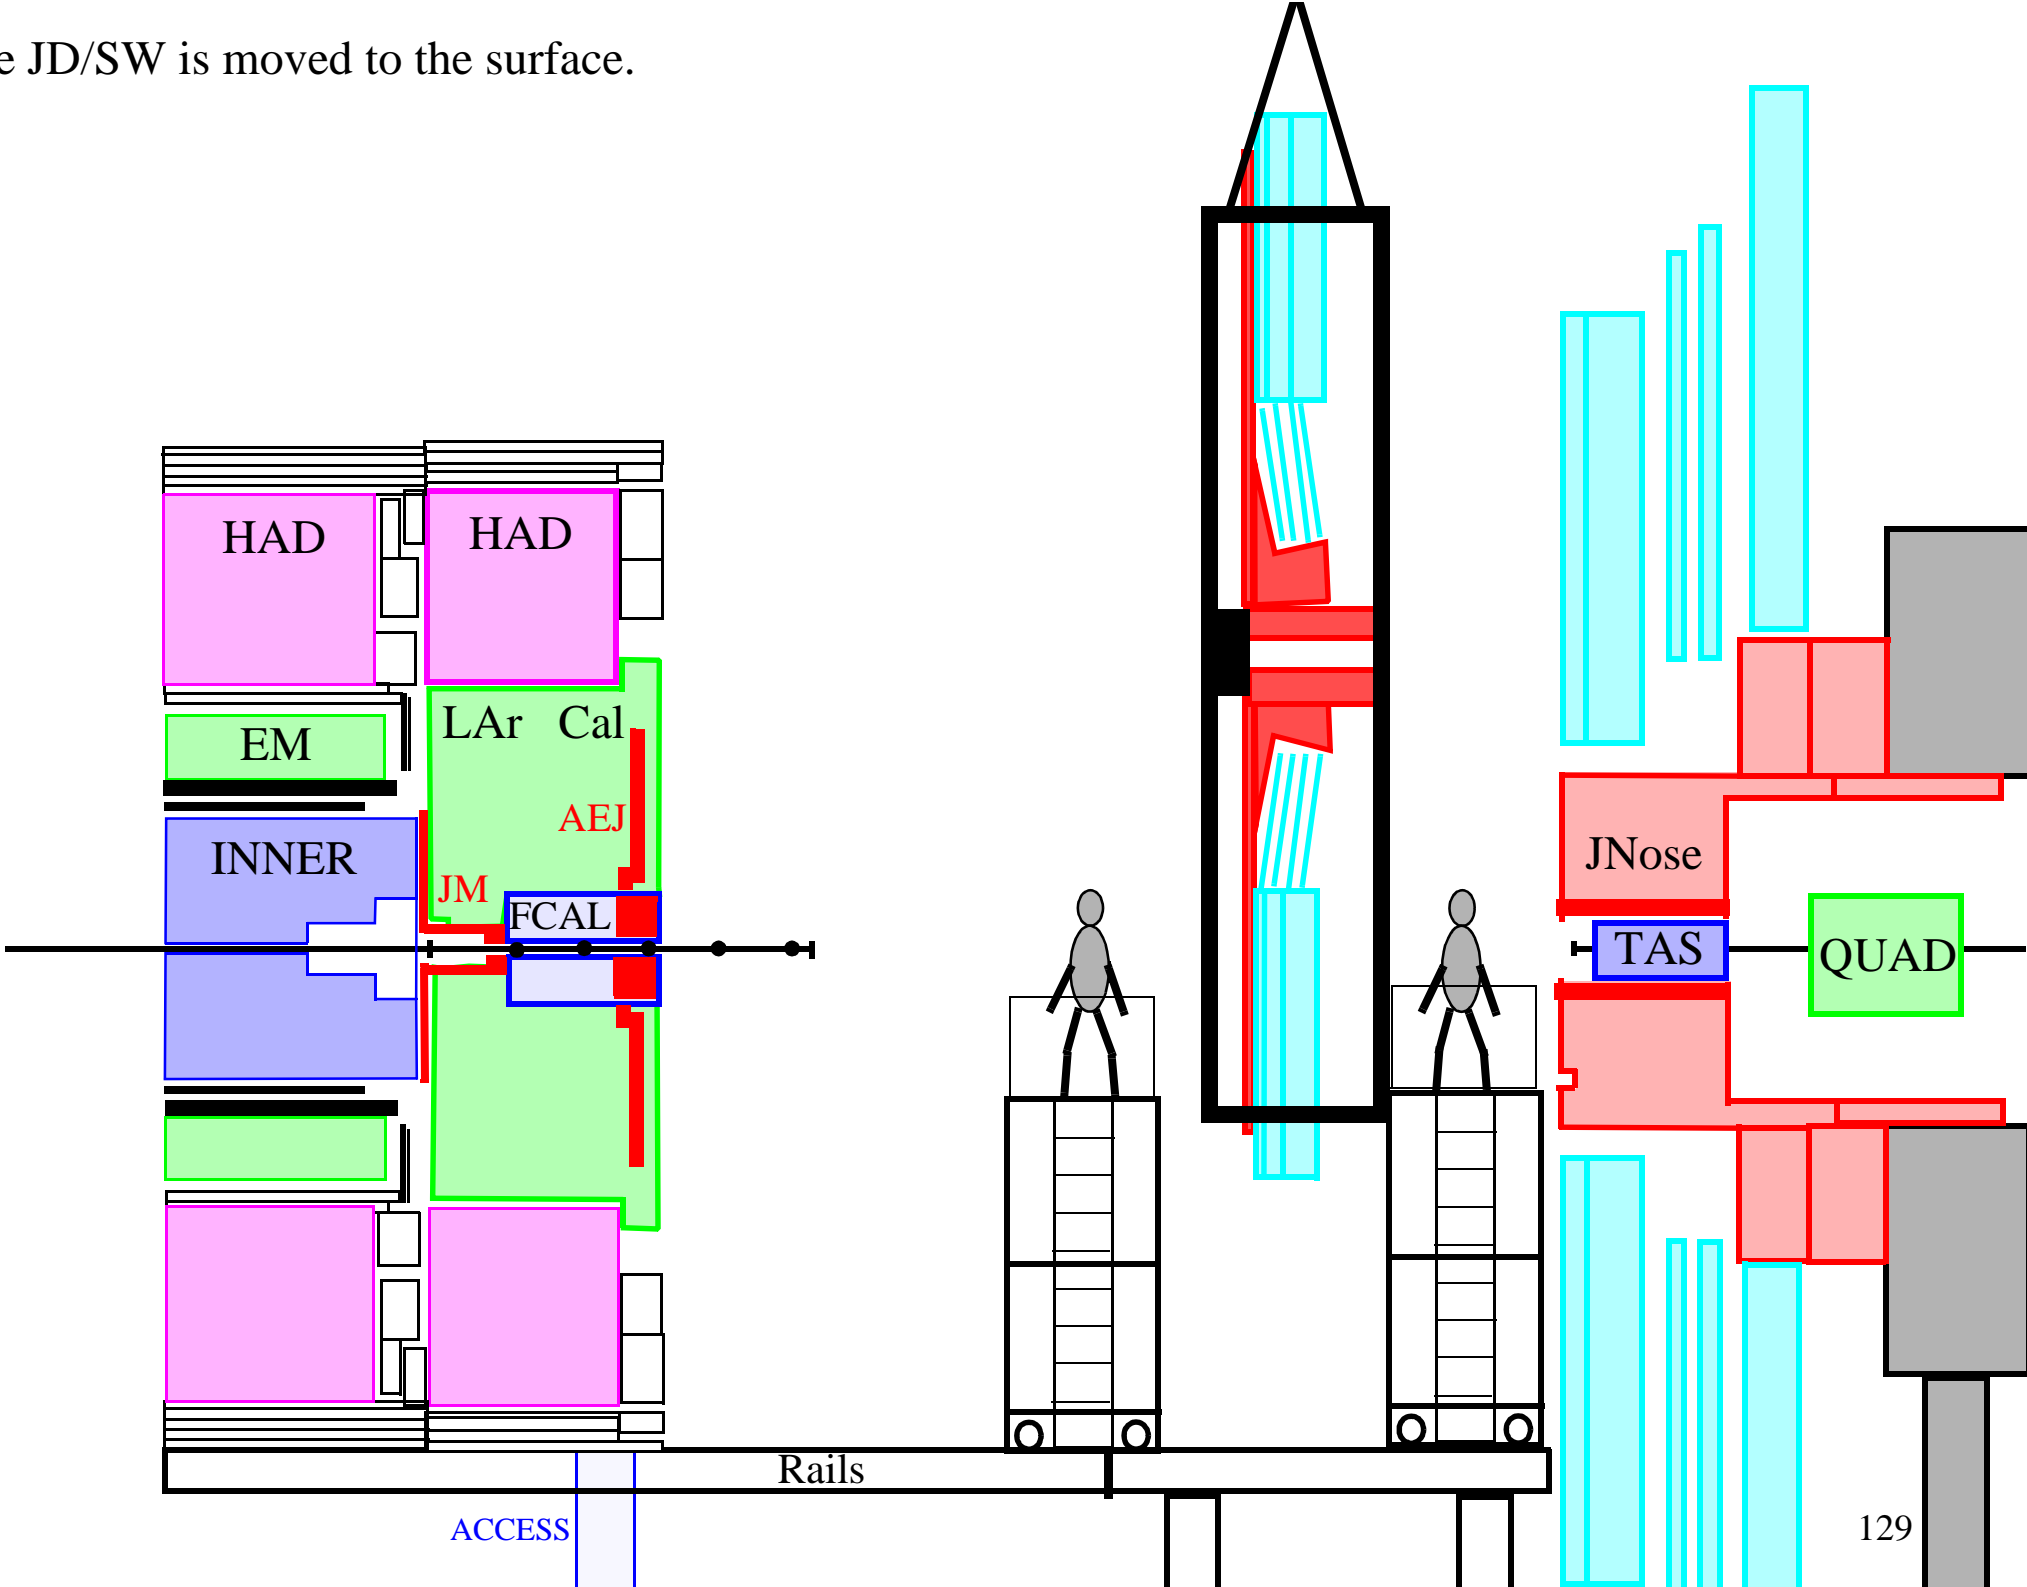 e JD/SW is moved to the surface.
HAD
HAD
LAr Cal
EM
AEJ
INNER
JM
FCAL
JNose
TAS
QUAD
Rails
ACCESS
129